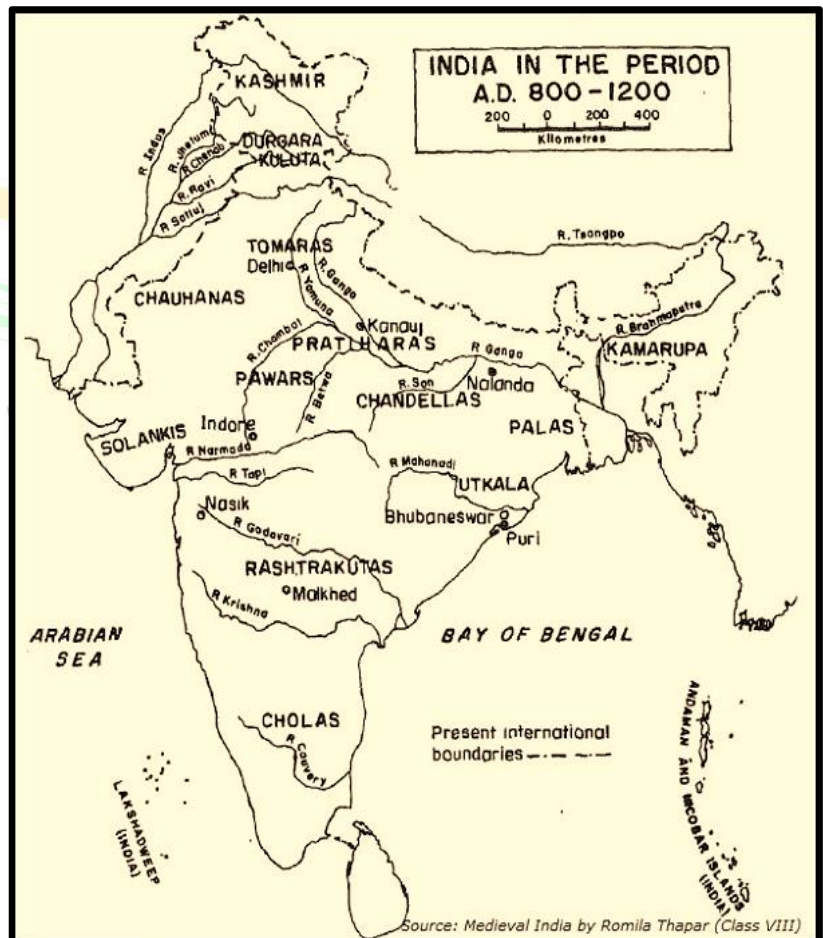 INDIA IN THE PERIOD
A.D. 800-1200
200 0 200 400
Kilometres
KASHMIR
R. Indus
R. Jhelum
R. Chenab
DURGARA
KULUTA
R. Ravi
R. Satluj
R. Tsangpo
TOMARAS
Delhi
R. Ganga
R. Yamuna
CHAUHANAS
R. Brahmaputra
KAMARUPA
Kanauj
R. Chambal
PRATIHARAS
R. Ganga
PAWARS
R. Betwa
R. Son
Nalanda
CHANDELLAS
PALAS
Indore
SOLANKIS
R. Narmada
R. Tapi
R. Mahanadi
UTKALA
Bhubaneswar
Puri
Nasik
R. Godavari
RASHTRAKUTAS
Malkhed
R. Krishna
ARABIAN
SEA
BAY OF BENGAL
CHOLAS
R. Cauvery
Present international
boundaries
LAKSHADWEEP
(INDIA)
ANDAMAN AND NICOBAR ISLANDS
(INDIA)
Source: Medieval India by Romila Thapar (Class VIII)